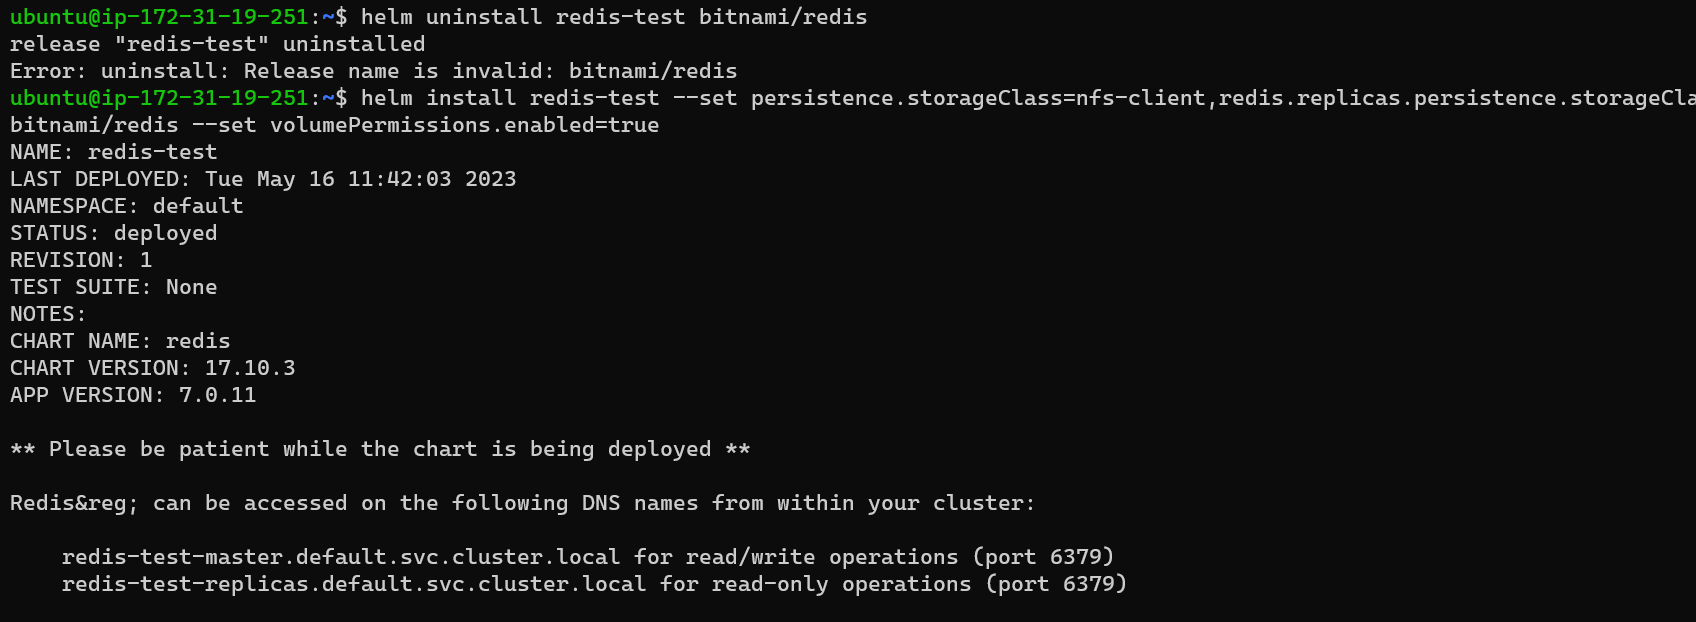 ubuntu@ip-172-31-19-251:~$ helm uninstall redis-test bitnami/redis
release "redis-test" uninstalled
Error: uninstall: Release name is invalid: bitnami/redis
ubuntu@ip-172-31-19-251:~$ helm install redis-test --set persistence.storageClass=nfs-client,redis.replicas.persistence.storageCla
bitnami/redis --set volumePermissions.enabled=true
NAME: redis-test
LAST DEPLOYED: Tue May 16 11:42:03 2023
NAMESPACE: default
STATUS: deployed
REVISION: 1
TEST SUITE: None
NOTES:
CHART NAME: redis
CHART VERSION: 17.10.3
APP VERSION: 7.0.11
** Please be patient while the chart is being deployed **
Redis&reg; can be accessed on the following DNS names from within your cluster:
redis-test-master.default.svc.cluster.local for read/write operations (port 6379)
redis-test-replicas.default.svc.cluster.local for read-only operations (port 6379)